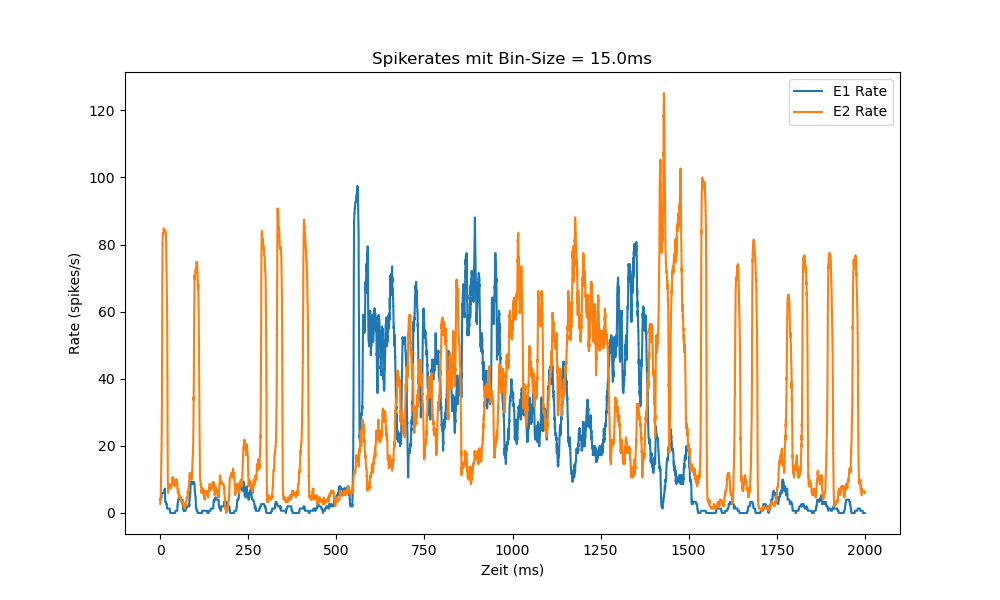 Spikerates mit Bin-Size = 15.0ms
E1 Rate
E2 Rate
Rate (spikes/s)
120
100
80
60
40
20
0
0 250 500 750 1000 1250 1500 1750 2000
Zeit (ms)